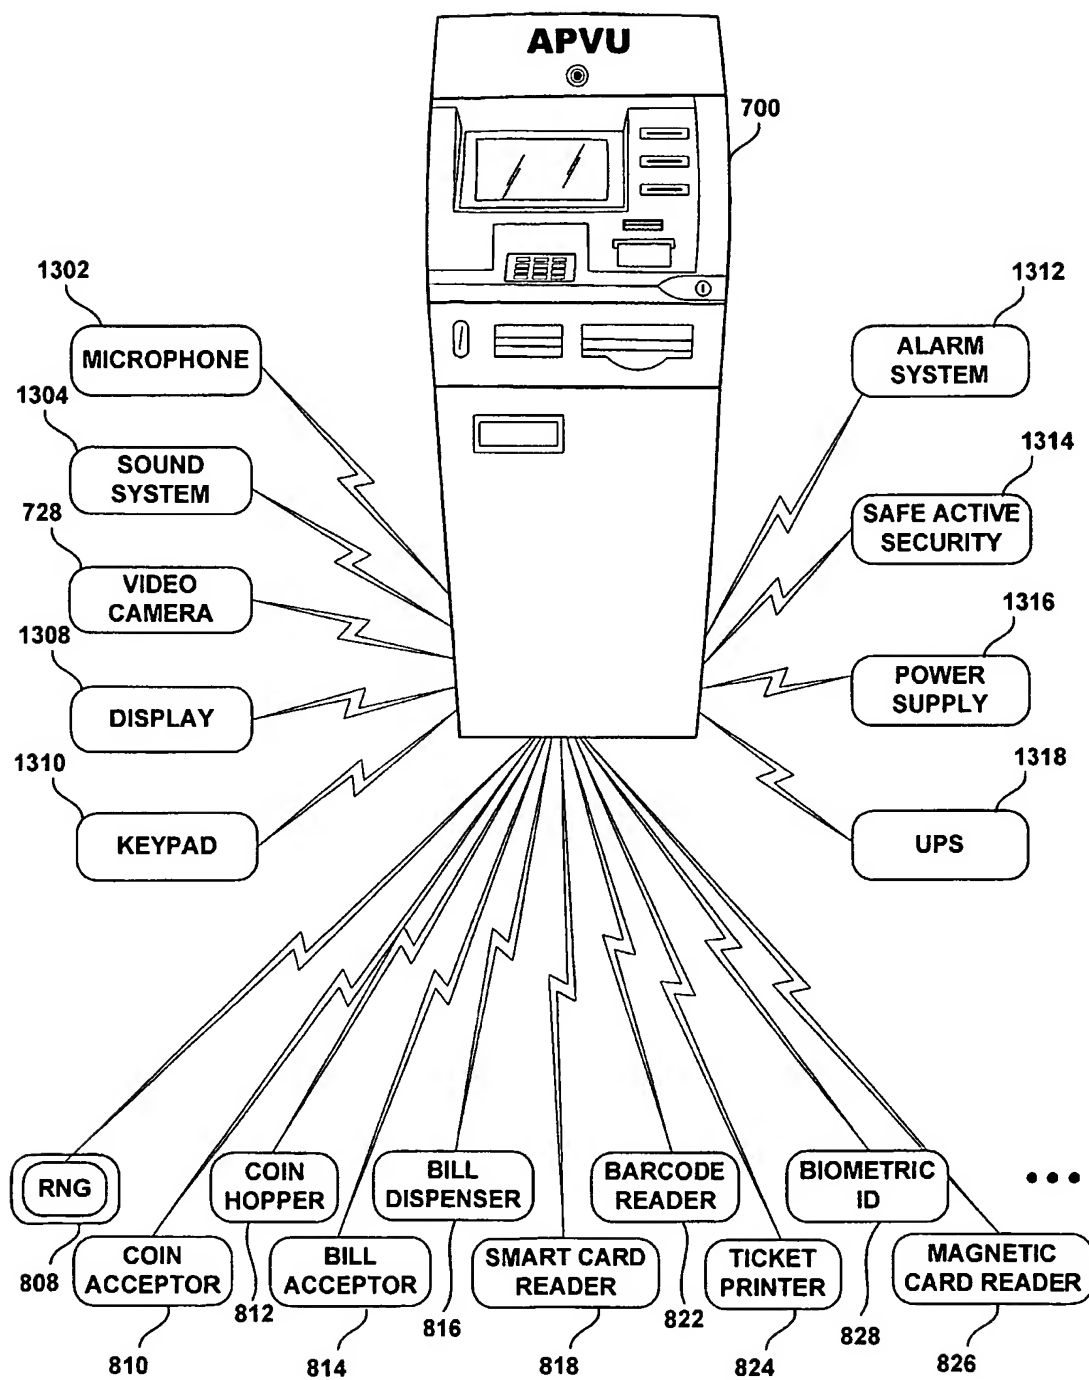 APVU
700
1302
MICROPHONE
1304
SOUND
SYSTEM
728
VIDEO
CAMERA
1308
DISPLAY
1310
KEYPAD
1312
ALARM
SYSTEM
1314
SAFE ACTIVE
SECURITY
1316
POWER
SUPPLY
1318
UPS
RNG
808
COIN
ACCEPTOR
810
COIN
HOPPER
812
BILL
ACCEPTOR
814
BILL
DISPENSER
816
SMART CARD
READER
818
BARCODE
READER
822
TICKET
PRINTER
824
BIOMETRIC
ID
828
MAGNETIC
CARD READER
826
•••